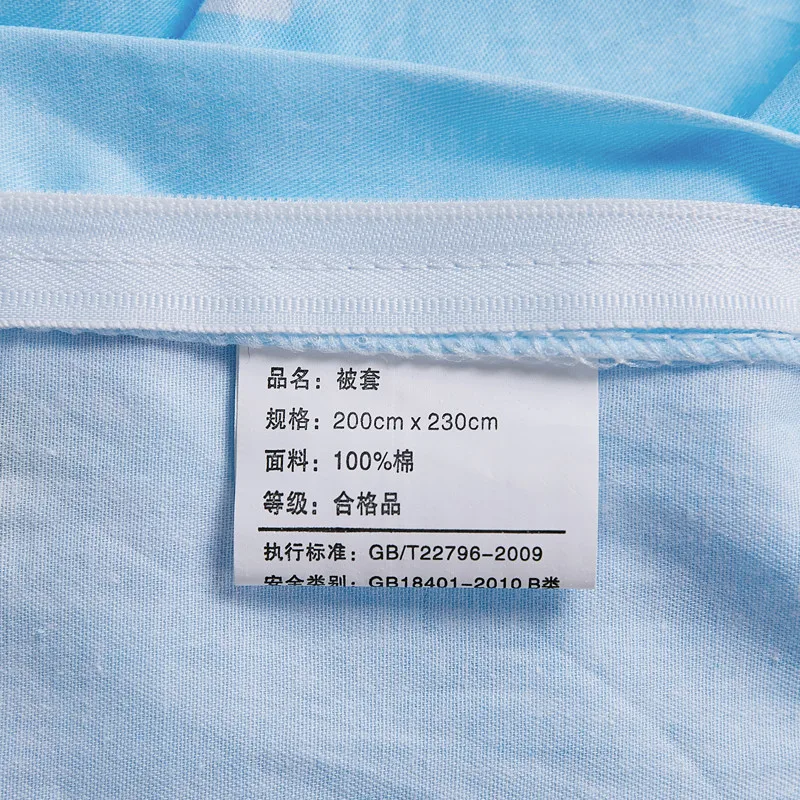 品名：被套
规格：200cm x 230cm
面料：100%棉
等级：合格品
执行标准：GB/T22796-2009
安全类别：GB18401-2010 B类